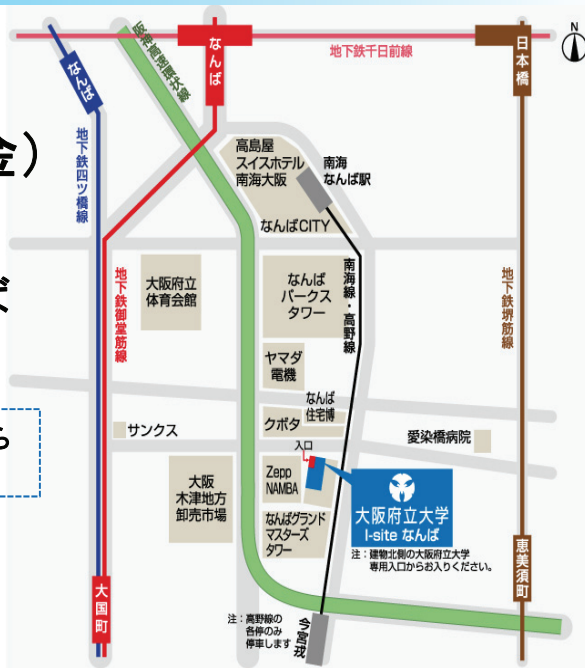 N
なんば
阪神高速環状線
なんば
地下鉄千日前線
日本橋
金）
地下鉄四ツ橋線
高島屋
スイスホテル
南海大阪
南海
なんば駅
なんばCITY
ず
大阪府立
体育会館
なんば
パークス
タワー
南海線・高野線
地下鉄御堂筋線
地下鉄堺筋線
ヤマダ
電機
なんば
住宅博
クボタ
ら
サンクス
愛染橋病院
入口
Zepp
NAMBA
大阪
木津地方
卸売市場
大阪府立大学
I-site なんば
なんばグランド
マスターズ
タワー
注：建物北側の大阪府立大学
専用入口からお入りください。
大国町
注：高野線の
各停のみ
停車します
今宮戎
恵美須町